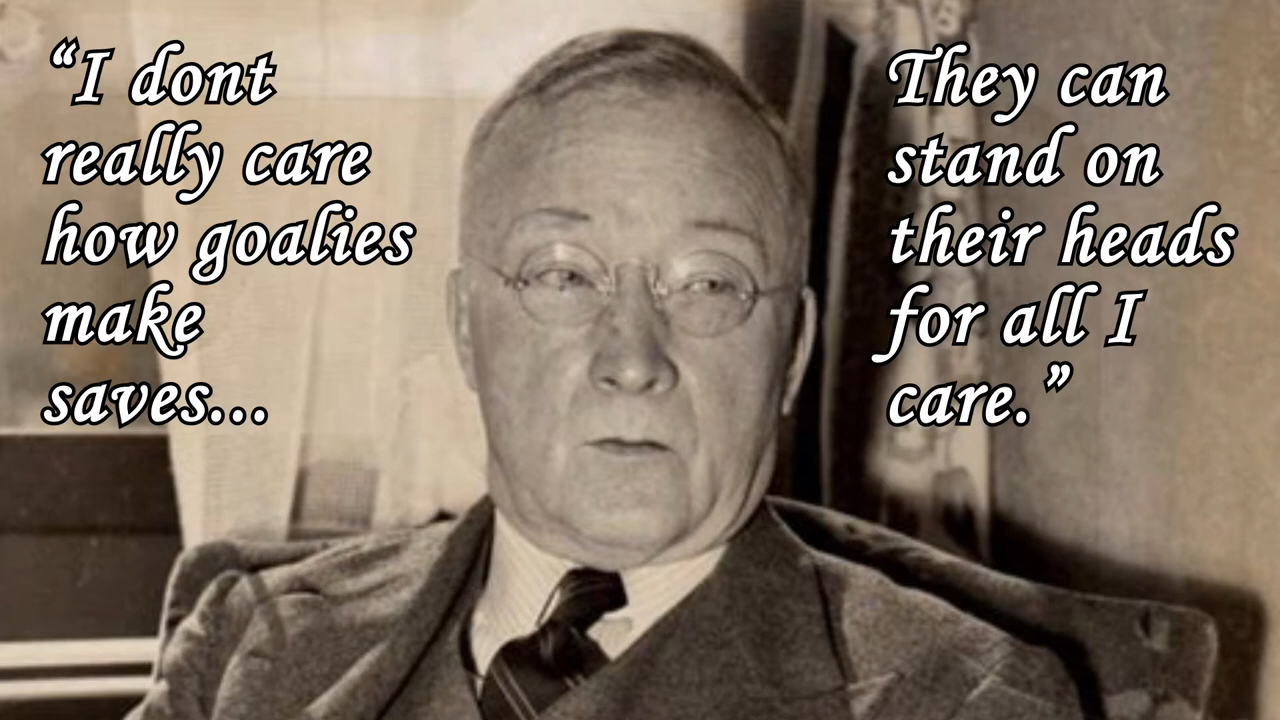 “I dont
really care
how goalies
make
saves...
They can
stand on
their heads
for all I
care.”